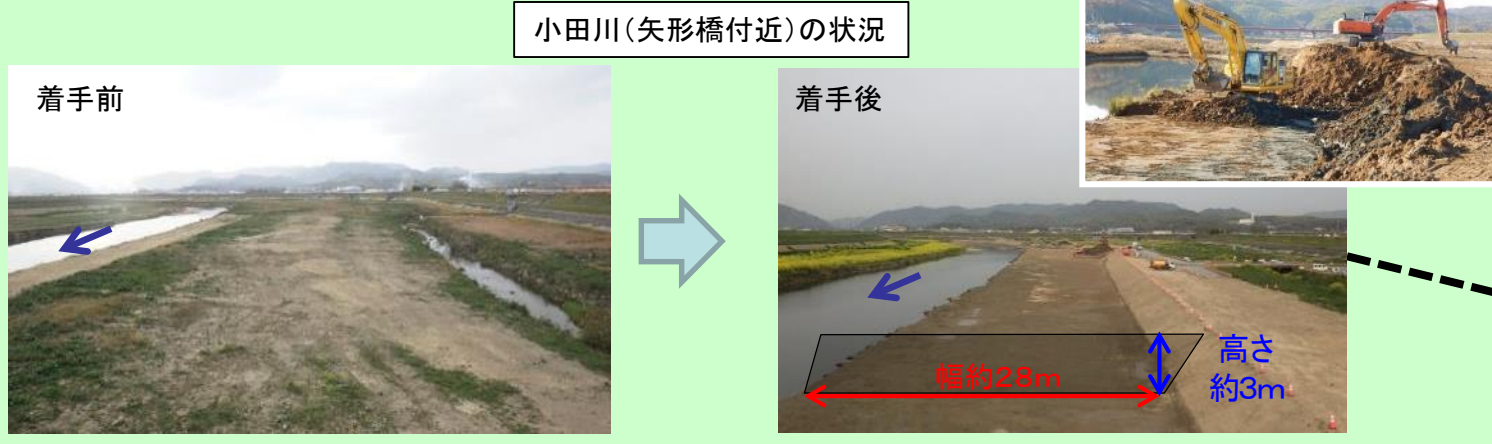 小田川(矢形橋付近)の状況
着手前
着手後
幅約28m
高さ
約3m